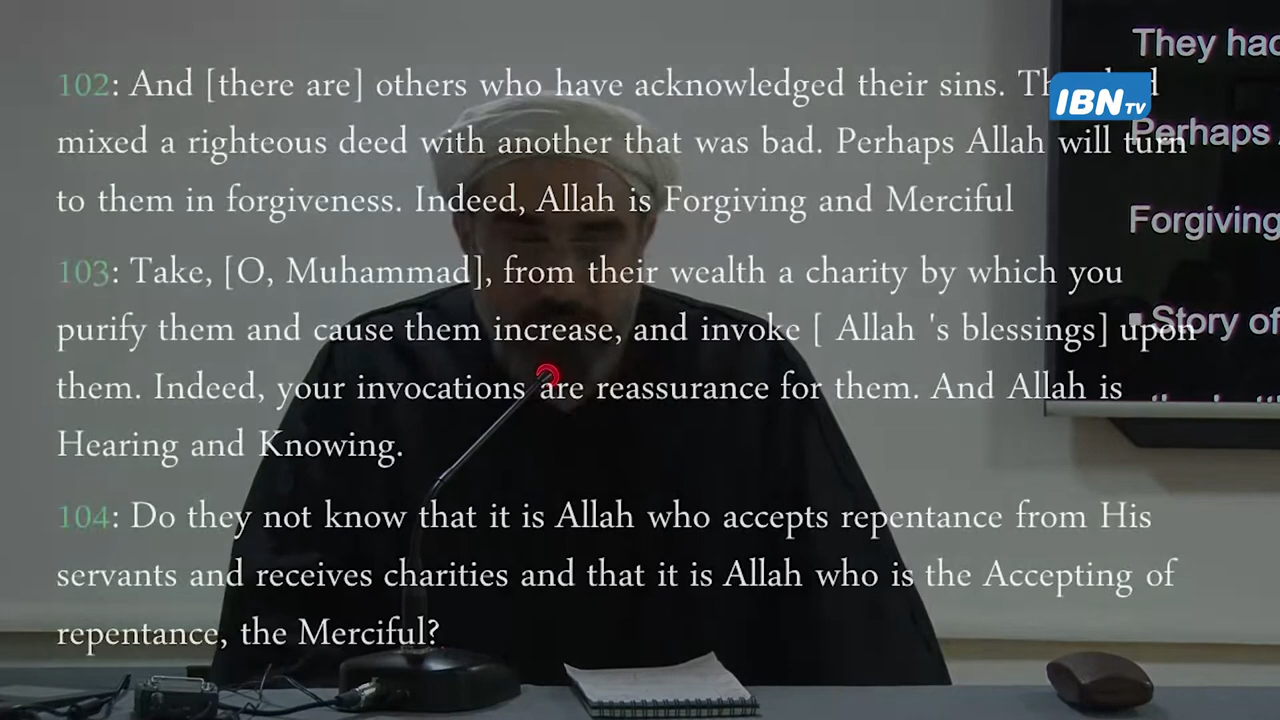 102: And [there are] others who have acknowledged their sins. They had
mixed a righteous deed with another that was bad. Perhaps Allah will turn
to them in forgiveness. Indeed, Allah is Forgiving and Merciful
103: Take, [O, Muhammad], from their wealth a charity by which you
purify them and cause them increase, and invoke [ Allah 's blessings] upon
them. Indeed, your invocations are reassurance for them. And Allah is
Hearing and Knowing.
104: Do they not know that it is Allah who accepts repentance from His
servants and receives charities and that it is Allah who is the Accepting of
repentance, the Merciful?
IBN TV
They had
Perhaps
Forgiving
▪ Story of